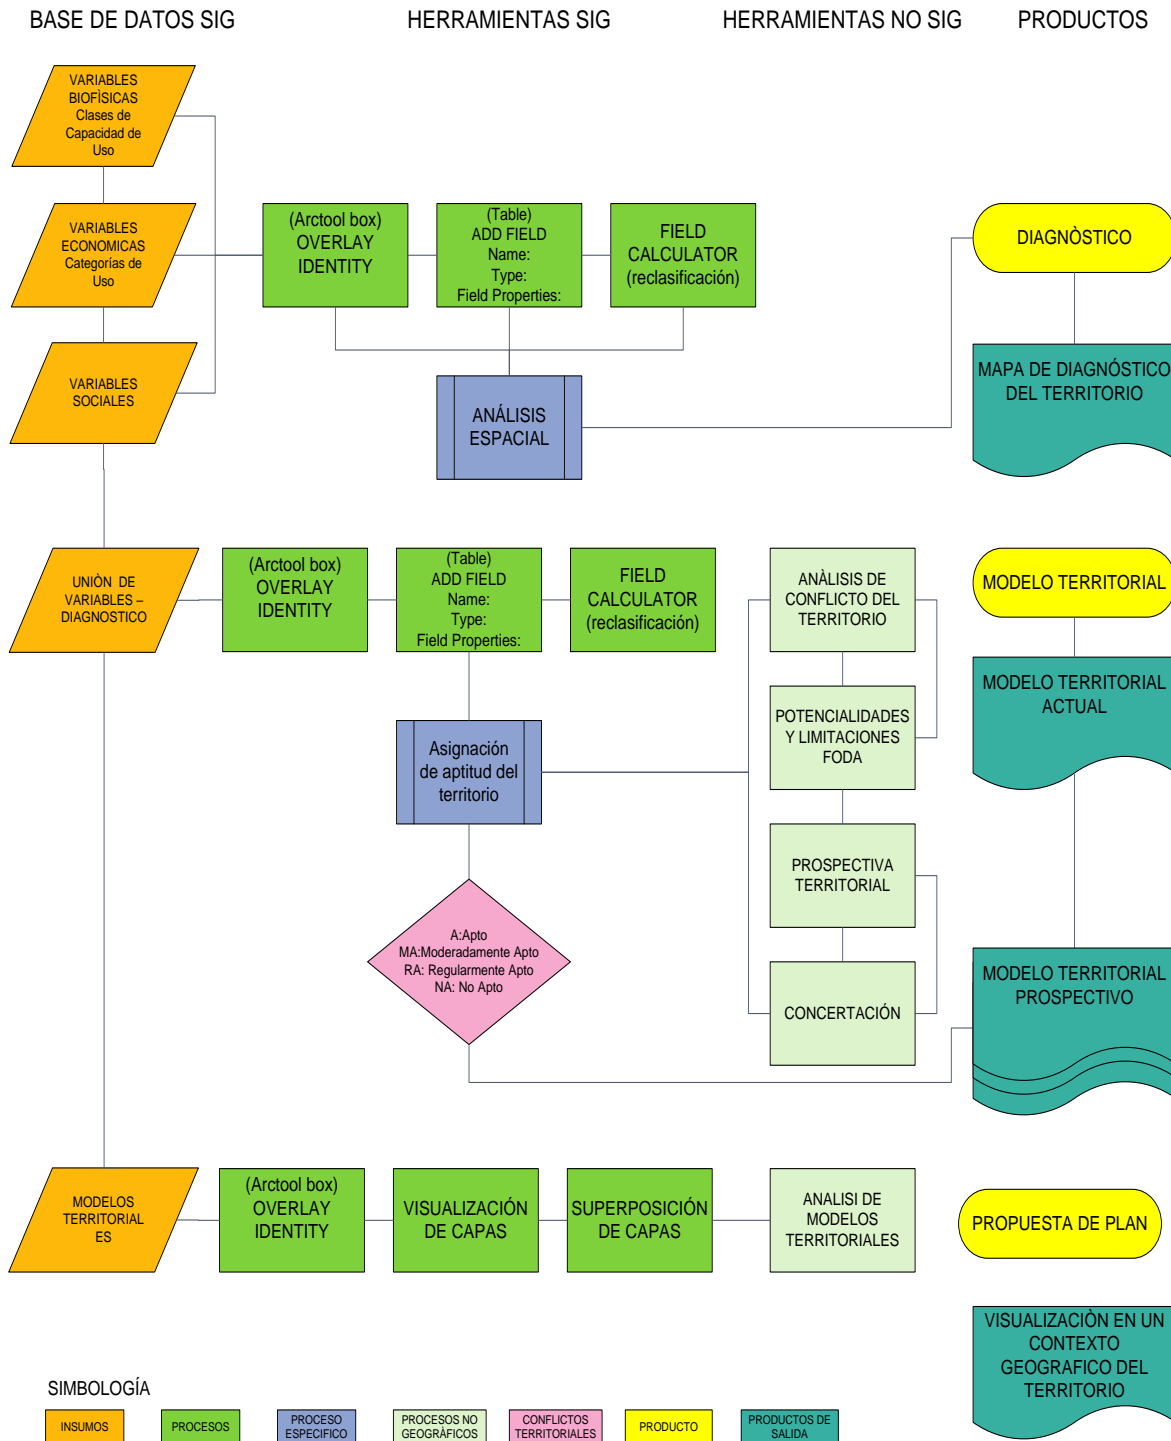 BASE DE DATOS SIG
HERRAMIENTAS SIG
HERRAMIENTAS NO SIG
PRODUCTOS
VARIABLES
BIOFÌSICAS
Clases de
Capacidad de
Uso
VARIABLES
ECONOMICAS
Categorías de
Uso
(Arctool box)
OVERLAY
IDENTITY
(Table)
ADD FIELD
Name:
Type:
Field Properties:
FIELD
CALCULATOR
(reclasificación)
DIAGNÒSTICO
VARIABLES
SOCIALES
ANÁLISIS
ESPACIAL
MAPA DE DIAGNÓSTICO
DEL TERRITORIO
UNIÒN DE
VARIABLES –
DIAGNOSTICO
(Arctool box)
OVERLAY
IDENTITY
(Table)
ADD FIELD
Name:
Type:
Field Properties:
FIELD
CALCULATOR
(reclasificación)
ANÀLISIS DE
CONFLICTO DEL
TERRITORIO
MODELO TERRITORIAL
Asignación
de aptitud del
territorio
POTENCIALIDADES
Y LIMITACIONES
FODA
MODELO TERRITORIAL
ACTUAL
PROSPECTIVA
TERRITORIAL
A:Apto
MA:Moderadamente Apto
RA: Regularmente Apto
NA: No Apto
CONCERTACIÓN
MODELO TERRITORIAL
PROSPECTIVO
MODELOS
TERRITORIAL
ES
(Arctool box)
OVERLAY
IDENTITY
VISUALIZACIÓN
DE CAPAS
SUPERPOSICIÓN
DE CAPAS
ANALISI DE
MODELOS
TERRITORIALES
PROPUESTA DE PLAN
VISUALIZACIÒN EN UN
CONTEXTO
GEOGRAFICO DEL
TERRITORIO
SIMBOLOGÍA
INSUMOS
PROCESOS
PROCESO
ESPECIFICO
PROCESOS NO
GEOGRÀFICOS
CONFLICTOS
TERRITORIALES
PRODUCTO
PRODUCTOS DE
SALIDA